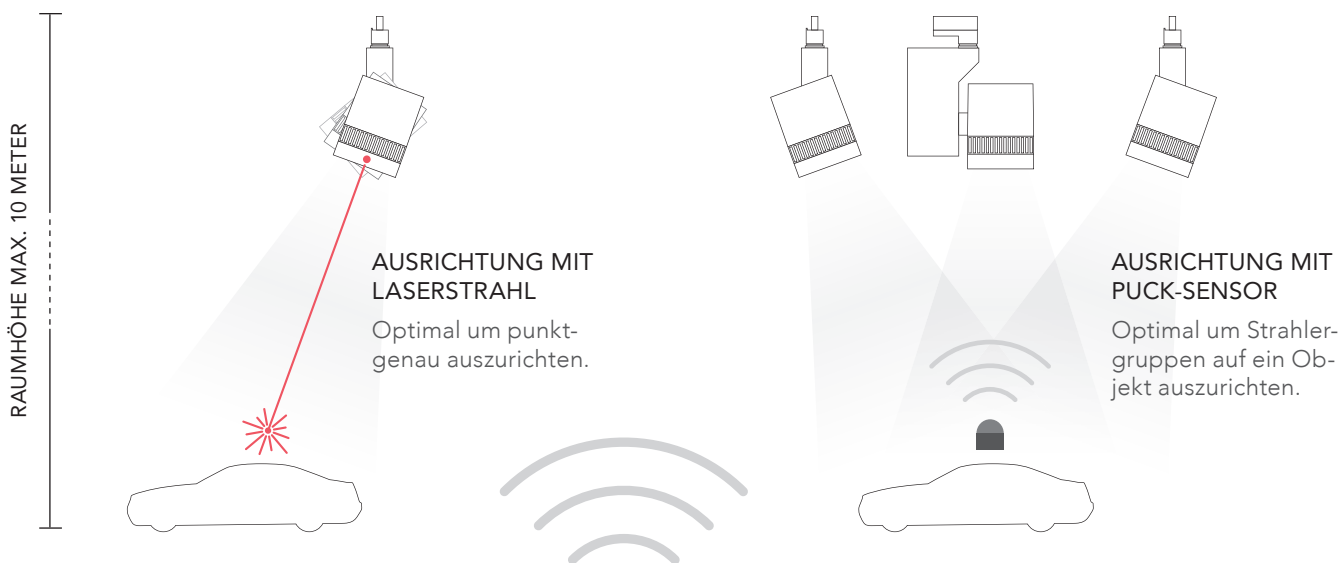 RAUMHÖHE MAX. 10 METER
AUSRICHTUNG MIT
LASERSTRAHL
Optimal um punkt-
genau auszurichten.
AUSRICHTUNG MIT
PUCK-SENSOR
Optimal um Strahler-
gruppen auf ein Ob-
jekt auszurichten.